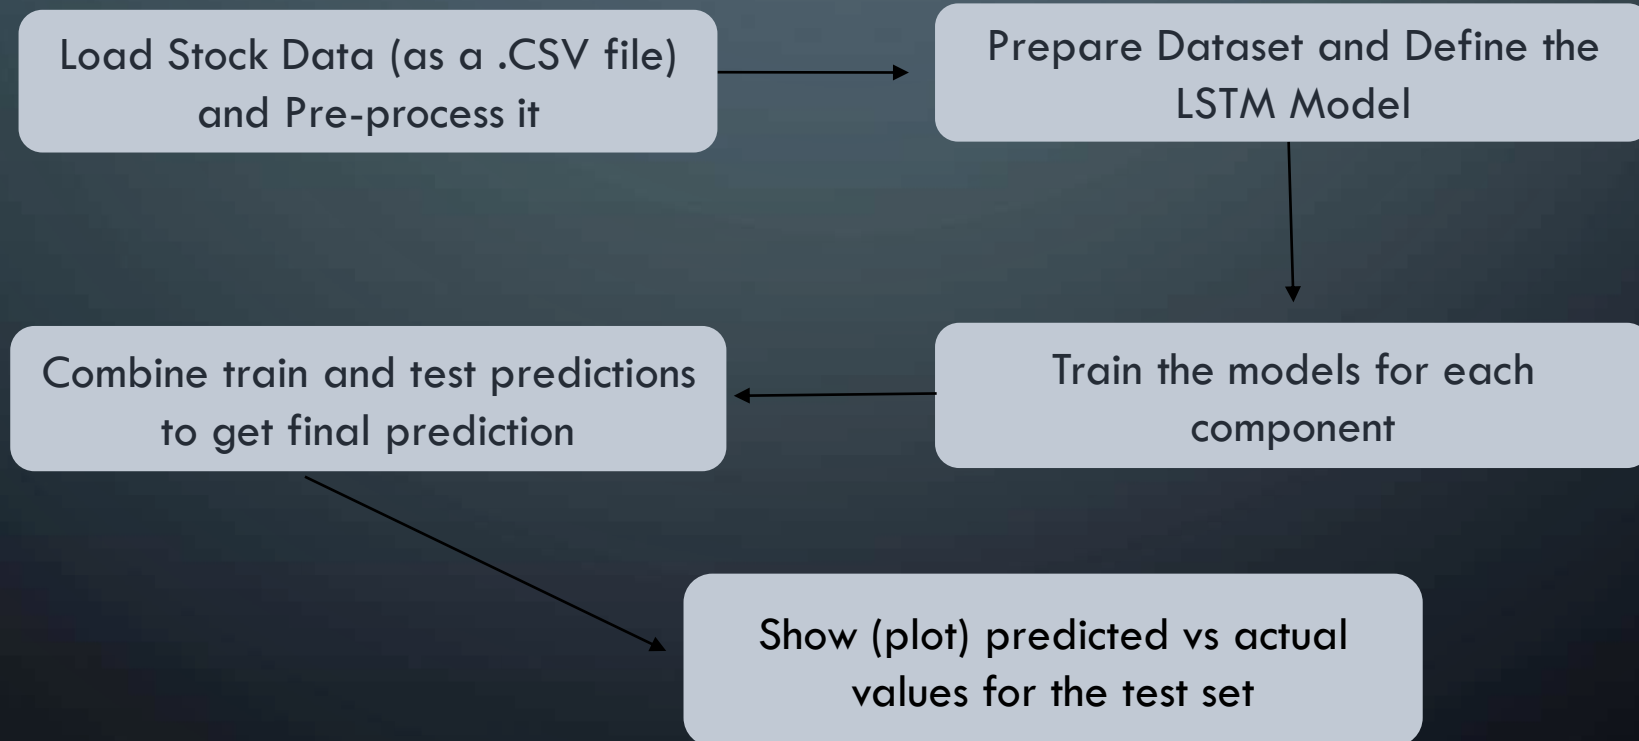 Load Stock Data (as a .CSV file)
and Pre-process it
Prepare Dataset and Define the
LSTM Model
Train the models for each
component
Combine train and test predictions
to get final prediction
Show (plot) predicted vs actual
values for the test set